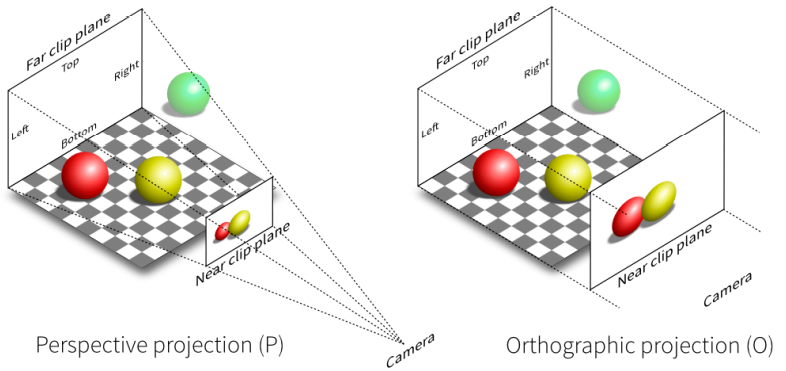 Far clip plane
Top
Right
Left
Bottom
Near clip plane
Camera
Perspective projection (P)
Far clip plane
Top
Right
Left
Bottom
Near clip plane
Camera
Orthographic projection (O)